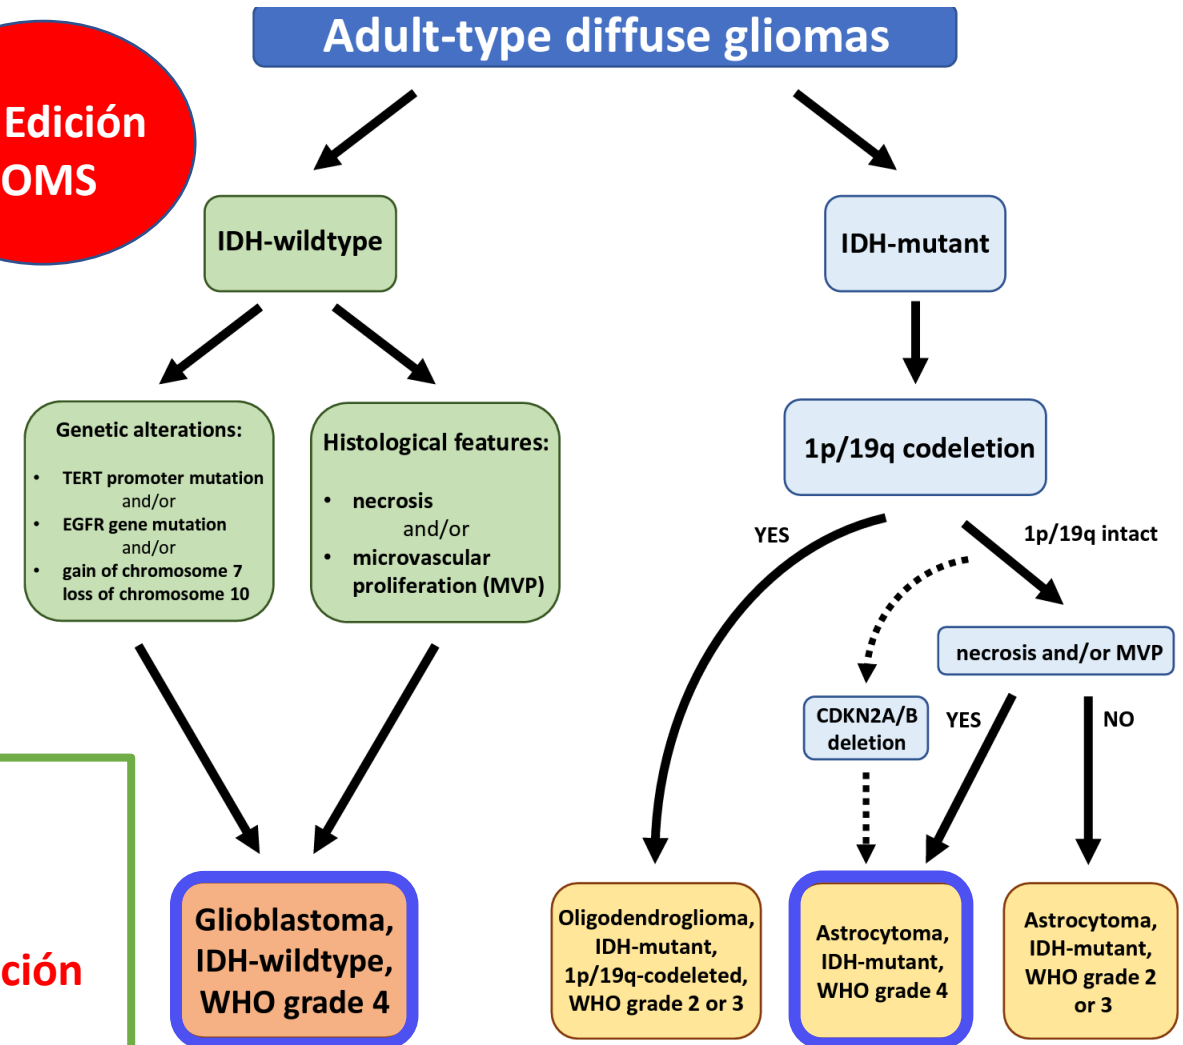 Adult-type diffuse gliomas
Edición
OMS
IDH-wildtype
IDH-mutant
Genetic alterations:
• TERT promoter mutation
and/or
• EGFR gene mutation
and/or
• gain of chromosome 7
loss of chromosome 10
Histological features:
• necrosis
and/or
• microvascular
proliferation (MVP)
1p/19q codeletion
YES
1p/19q intact
necrosis and/or MVP
CDKN2A/B
deletion
YES
NO
Glioblastoma,
IDH-wildtype,
WHO grade 4
Oligodendroglioma,
IDH-mutant,
1p/19q-codeleted,
WHO grade 2 or 3
Astrocytoma,
IDH-mutant,
WHO grade 4
Astrocytoma,
IDH-mutant,
WHO grade 2
or 3
ción